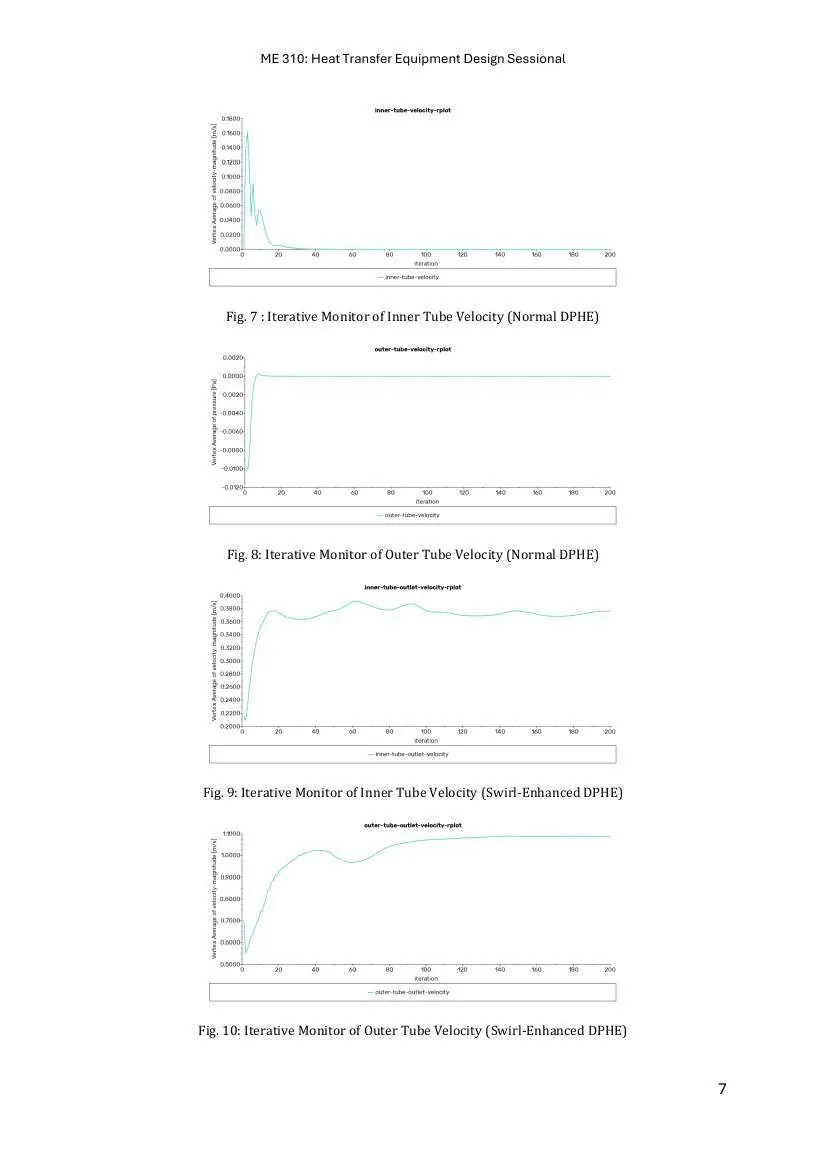 ME 310: Heat Transfer Equipment Design Sessional
inner-tube-velocity-rplot
Vertex Average of velocity-magnitude [m/s]
0.1800
0.1600
0.1400
0.1200
0.1000
0.0800
0.0600
0.0400
0.0200
0.0000
0 20 40 60 80 100 120 140 160 180 200
iteration
inner-tube-velocity
Fig. 7 : Iterative Monitor of Inner Tube Velocity (Normal DPHE)
outer-tube-velocity-rplot
Vertex Average of pressure [Pa]
0.0020
0.0000
-0.0020
-0.0040
-0.0060
-0.0080
-0.0100
-0.0120
0 20 40 60 80 100 120 140 160 180 200
iteration
outer-tube-velocity
Fig. 8: Iterative Monitor of Outer Tube Velocity (Normal DPHE)
inner-tube-outlet-velocity-rplot
Vertex Average of velocity-magnitude [m/s]
0.4000
0.3800
0.3600
0.3400
0.3200
0.3000
0.2800
0.2600
0.2400
0.2200
0.2000
0 20 40 60 80 100 120 140 160 180 200
iteration
inner-tube-outlet-velocity
Fig. 9: Iterative Monitor of Inner Tube Velocity (Swirl-Enhanced DPHE)
outer-tube-outlet-velocity-rplot
Vertex Average of velocity-magnitude [m/s]
1.1000
1.0000
0.9000
0.8000
0.7000
0.6000
0.5000
0 20 40 60 80 100 120 140 160 180 200
iteration
outer-tube-outlet-velocity
Fig. 10: Iterative Monitor of Outer Tube Velocity (Swirl-Enhanced DPHE)
7